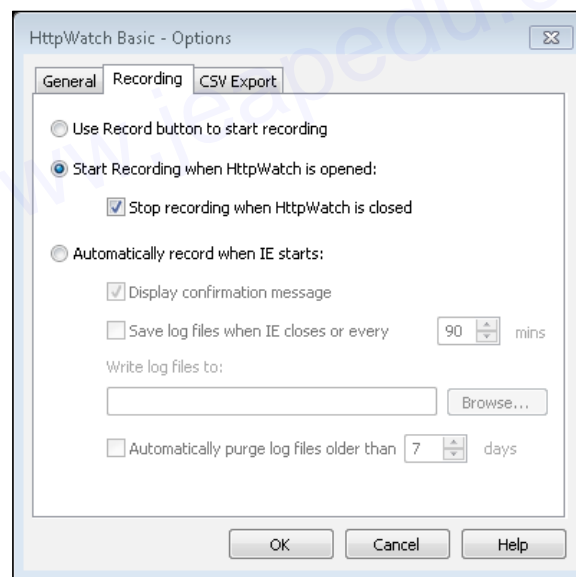 HttpWatch Basic - Options
General Recording CSV Export
Use Record button to start recording
Start Recording when HttpWatch is opened:
Stop recording when HttpWatch is closed
Automatically record when IE starts:
Display confirmation message
Save log files when IE closes or every 90 mins
Write log files to:
Browse...
Automatically purge log files older than 7 days
OK Cancel Help
www.jeapedu.c